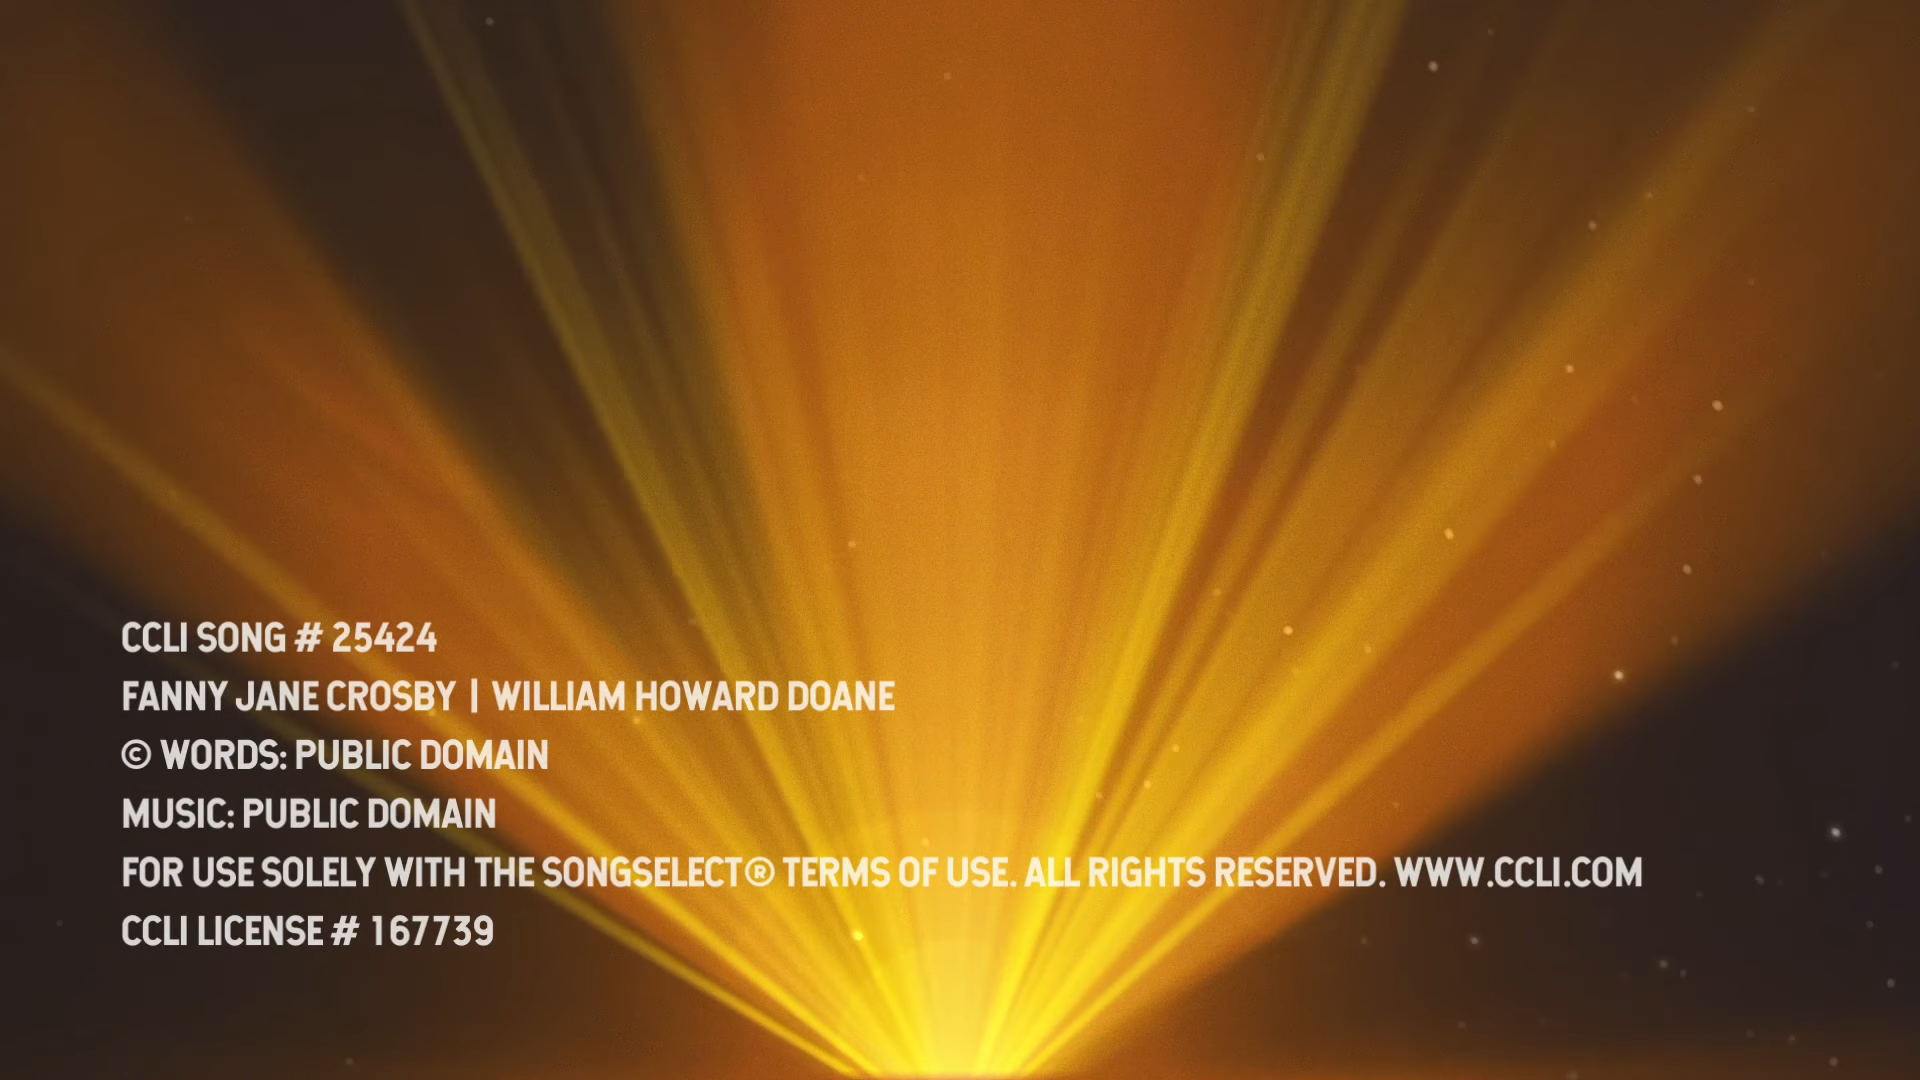 CCLI SONG # 25424
FANNY JANE CROSBY | WILLIAM HOWARD DOANE
© WORDS: PUBLIC DOMAIN
MUSIC: PUBLIC DOMAIN
FOR USE SOLELY WITH THE SONGSELECT® TERMS OF USE. ALL RIGHTS RESERVED. WWW.CCLI.COM
CCLI LICENSE # 167739